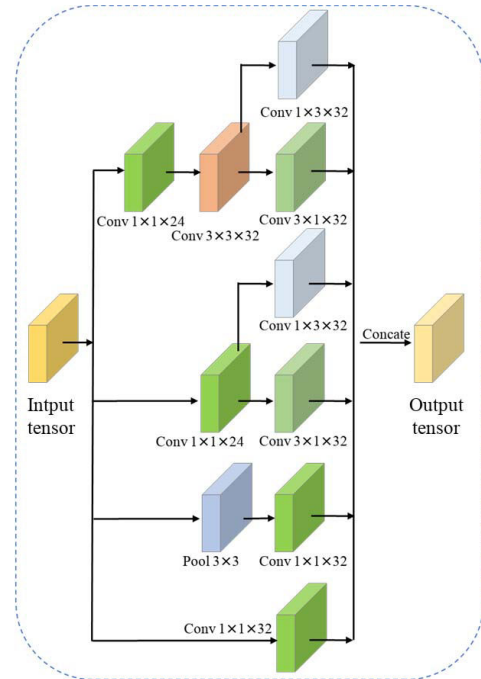 Conv 1×3×32
Conv 1×1×24
Conv 3×3×32
Conv 3×1×32
Conv 1×3×32
Concate
Intput
tensor
Output
tensor
Conv 1×1×24
Conv 3×1×32
Pool 3×3
Conv 1×1×32
Conv 1×1×32